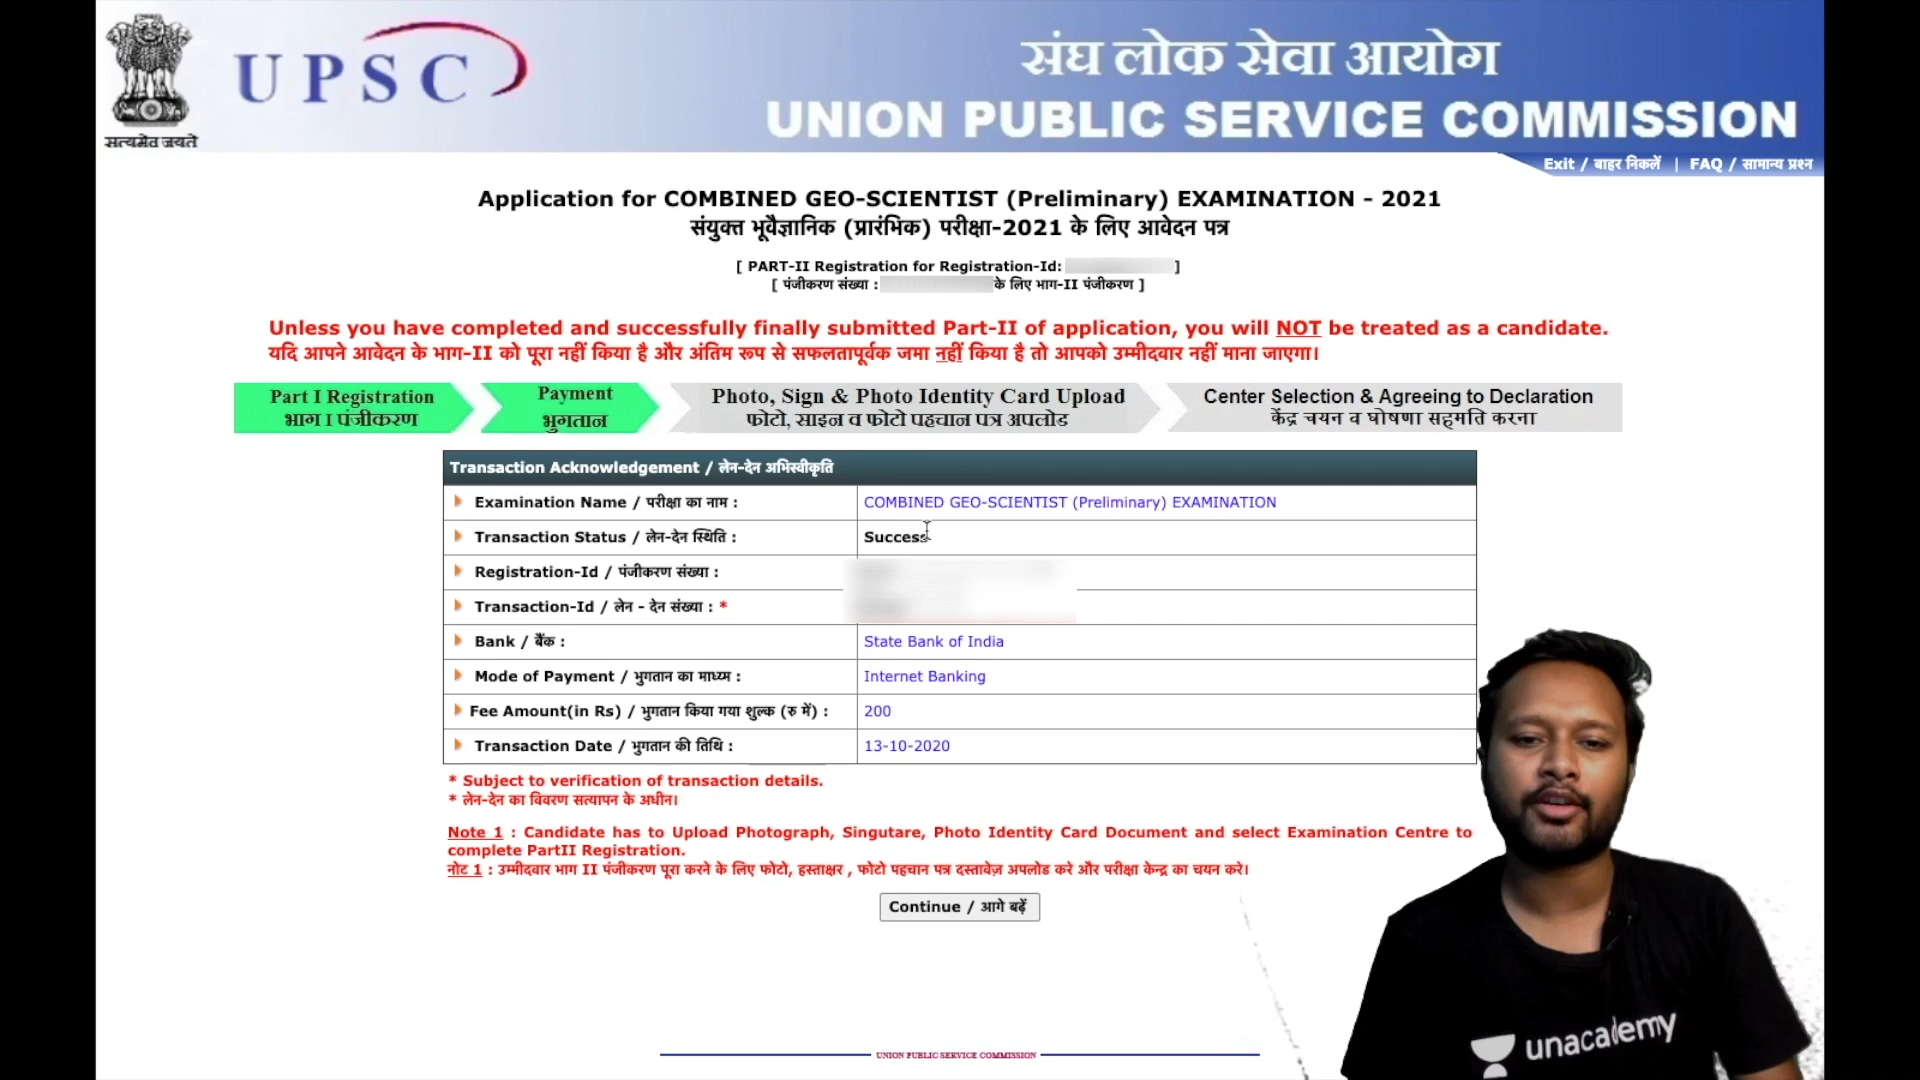 सत्यमेव जयते
UPSC
संघ लोक सेवा आयोग
UNION PUBLIC SERVICE COMMISSION
Exit / बाहर निकलें | FAQ / सामान्य प्रश्न
Application for COMBINED GEO-SCIENTIST (Preliminary) EXAMINATION - 2021
संयुक्त भूवैज्ञानिक (प्रारंभिक) परीक्षा-2021 के लिए आवेदन पत्र
[ PART-II Registration for Registration-Id: ]
[ पंजीकरण संख्या : के लिए भाग-II पंजीकरण ]
Unless you have completed and successfully finally submitted Part-II of application, you will NOT be treated as a candidate.
यदि आपने आवेदन के भाग-II को पूरा नहीं किया है और अंतिम रूप से सफलतापूर्वक जमा नहीं किया है तो आपको उम्मीदवार नहीं माना जाएगा।
Part I Registration
भाग I पंजीकरण
Payment
भुगतान
Photo, Sign & Photo Identity Card Upload
फोटो, साइन व फोटो पहचान पत्र अपलोड
Center Selection & Agreeing to Declaration
केंद्र चयन व घोषणा सहमति करना
Transaction Acknowledgement / लेन-देन अभिस्वीकृति
Examination Name / परीक्षा का नाम : COMBINED GEO-SCIENTIST (Preliminary) EXAMINATION
Transaction Status / लेन-देन स्थिति : Success
Registration-Id / पंजीकरण संख्या :
Transaction-Id / लेन - देन संख्या : *
Bank / बैंक : State Bank of India
Mode of Payment / भुगतान का माध्यम : Internet Banking
Fee Amount(in Rs) / भुगतान किया गया शुल्क (रु में) : 200
Transaction Date / भुगतान की तिथि : 13-10-2020
* Subject to verification of transaction details.
* लेन-देन का विवरण सत्यापन के अधीन।
Note 1 : Candidate has to Upload Photograph, Singutare, Photo Identity Card Document and select Examination Centre to
complete PartII Registration.
नोट 1 : उम्मीदवार भाग II पंजीकरण पूरा करने के लिए फोटो, हस्ताक्षर , फोटो पहचान पत्र दस्तावेज़ अपलोड करे और परीक्षा केन्द्र का चयन करे।
Continue / आगे बढ़ें
unacademy
UNION PUBLIC SERVICE COMMISSION